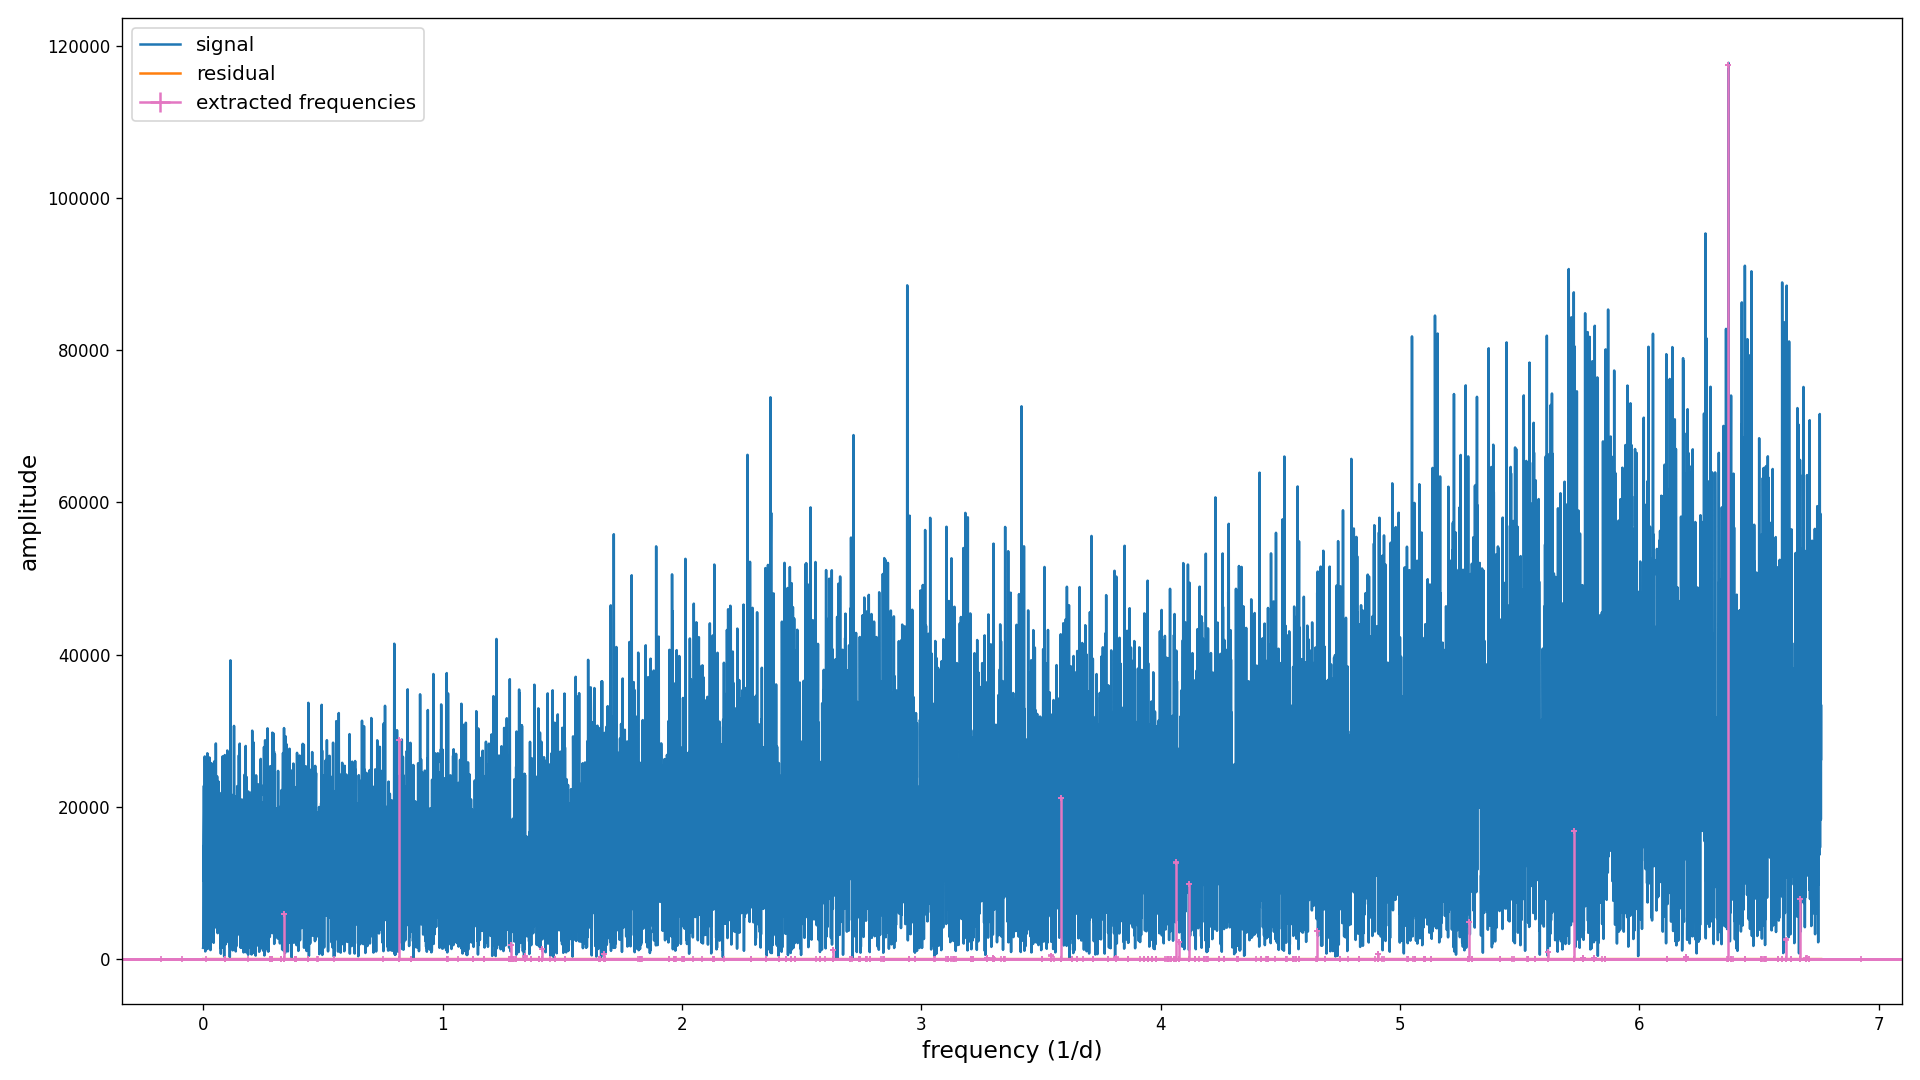 signal
residual
extracted frequencies
120000
100000
80000
60000
40000
20000
0
amplitude
0 1 2 3 4 5 6 7
frequency (1/d)